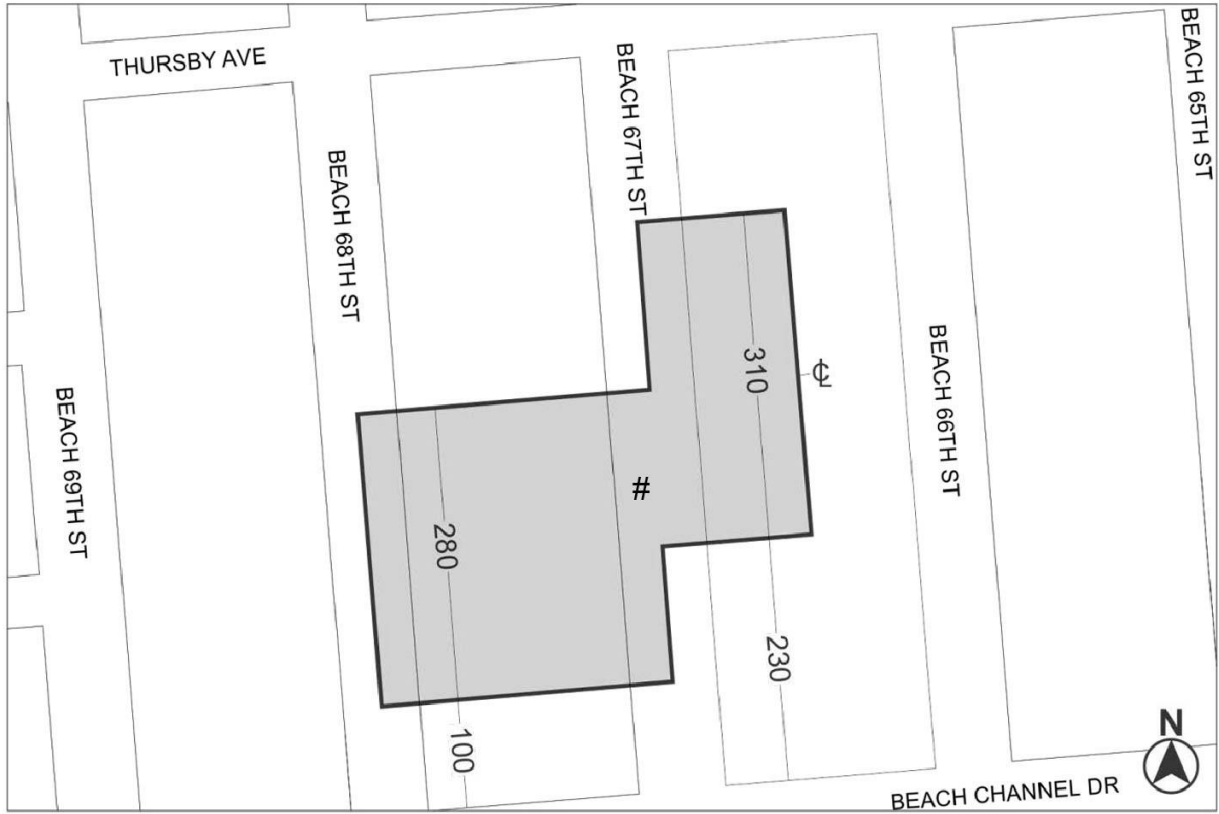 THURSBY AVE
BEACH 67TH ST
BEACH 65TH ST
BEACH 68TH ST
310
℄
BEACH 66TH ST
BEACH 69TH ST
#
280
230
100
N
BEACH CHANNEL DR